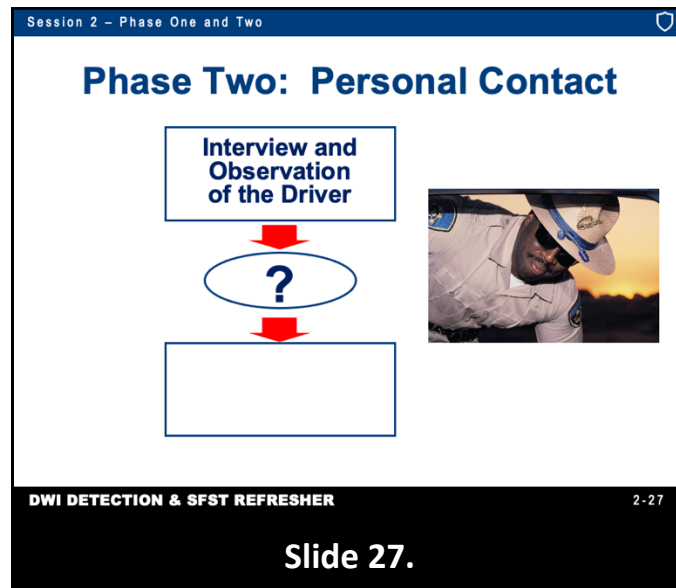 Session 2 – Phase One and Two
Phase Two: Personal Contact
Interview and
Observation
of the Driver
?
DWI DETECTION & SFST REFRESHER
2-27
Slide 27.